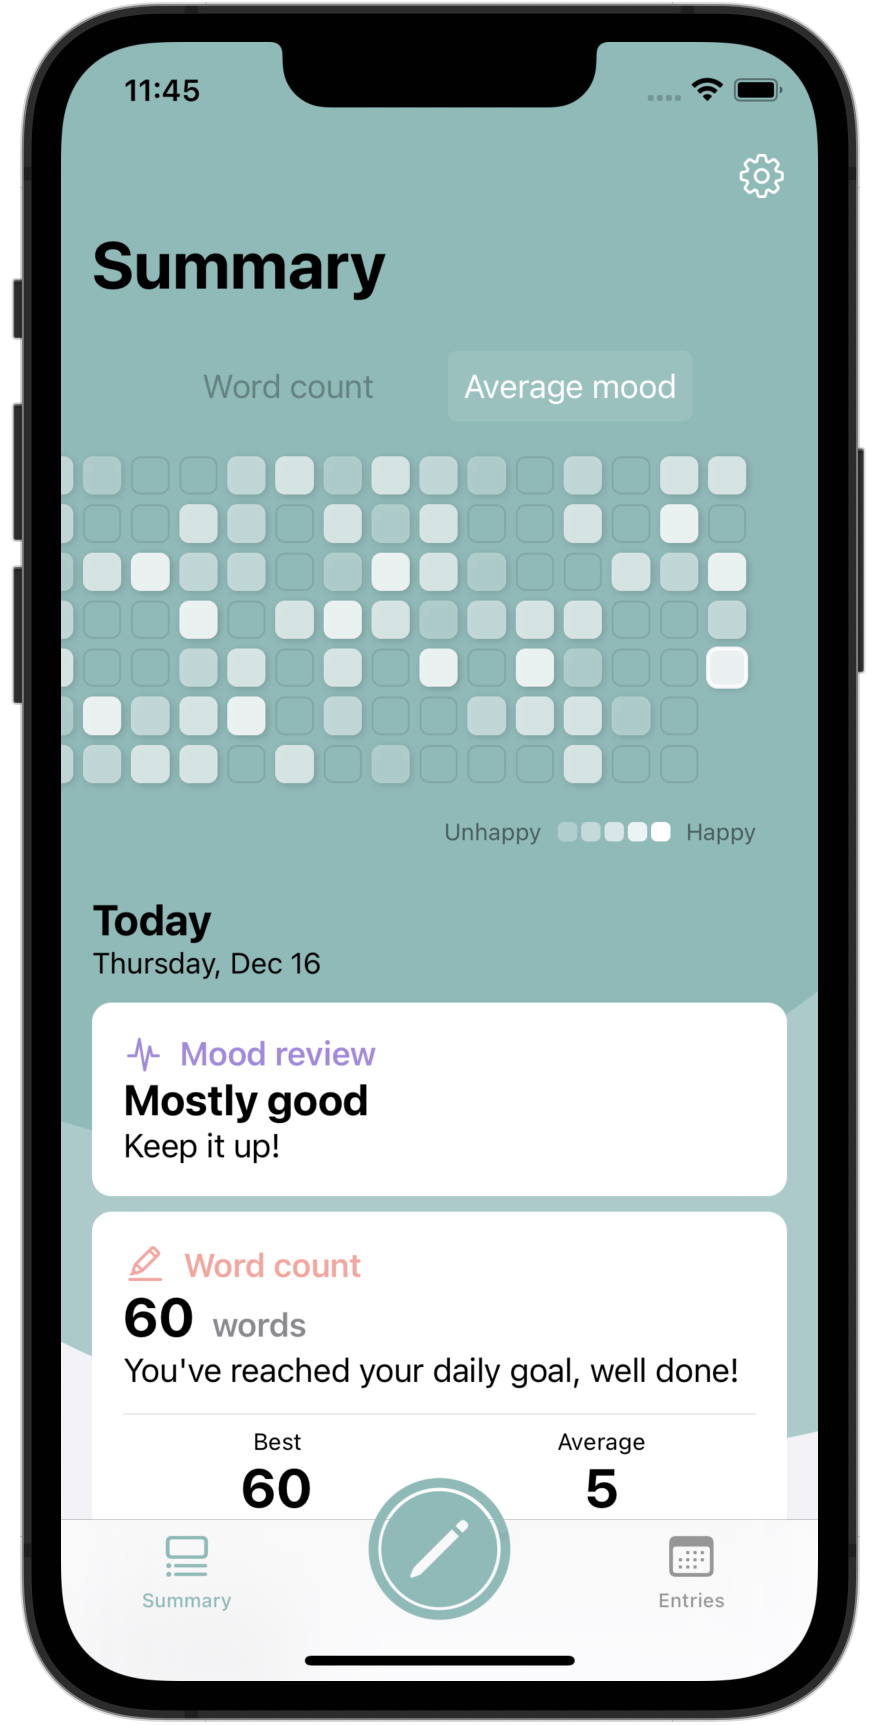 11:45
Summary
Word count
Average mood
Unhappy
Happy
Today
Thursday, Dec 16
Mood review
Mostly good
Keep it up!
Word count
60 words
You've reached your daily goal, well done!
Best
Average
60
5
Summary
Entries